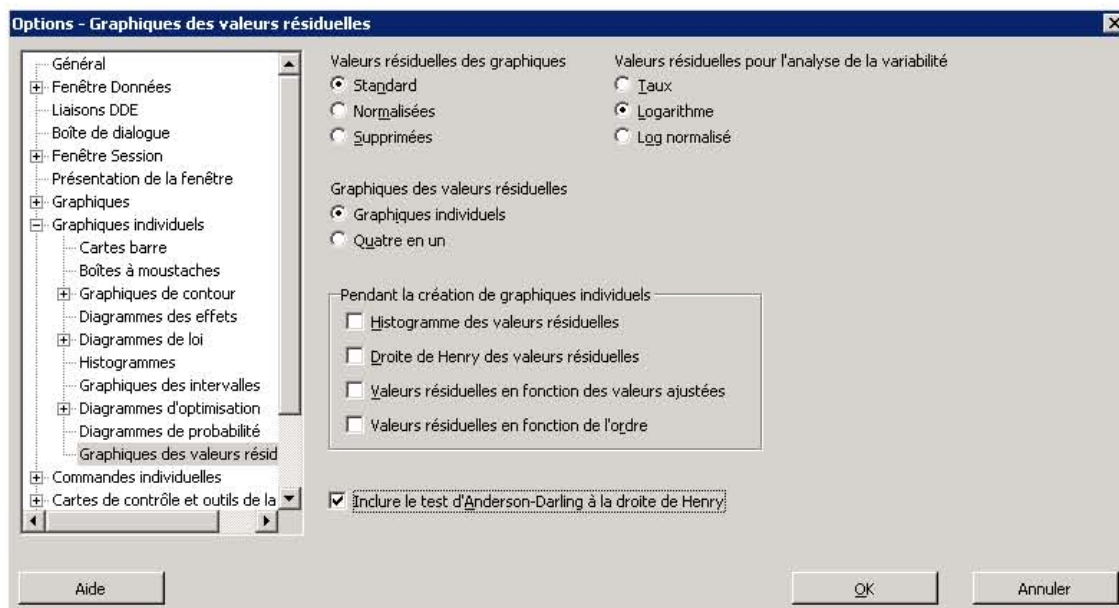 Options - Graphiques des valeurs résiduelles
Général
Fenêtre Données
Liaisons DDE
Boîte de dialogue
Fenêtre Session
Présentation de la fenêtre
Graphiques
Graphiques individuels
Cartes barre
Boîtes à moustaches
Graphiques de contour
Diagrammes des effets
Diagrammes de loi
Histogrammes
Graphiques des intervalles
Diagrammes d'optimisation
Diagrammes de probabilité
Graphiques des valeurs résid
Commandes individuelles
Cartes de contrôle et outils de la
Valeurs résiduelles des graphiques
Standard
Normalisées
Supprimées
Valeurs résiduelles pour l'analyse de la variabilité
Taux
Logarithme
Log normalisé
Graphiques des valeurs résiduelles
Graphiques individuels
Quatre en un
Pendant la création de graphiques individuels
Histogramme des valeurs résiduelles
Droite de Henry des valeurs résiduelles
Valeurs résiduelles en fonction des valeurs ajustées
Valeurs résiduelles en fonction de l'ordre
Inclure le test d'Anderson-Darling à la droite de Henry
Aide
OK
Annuler